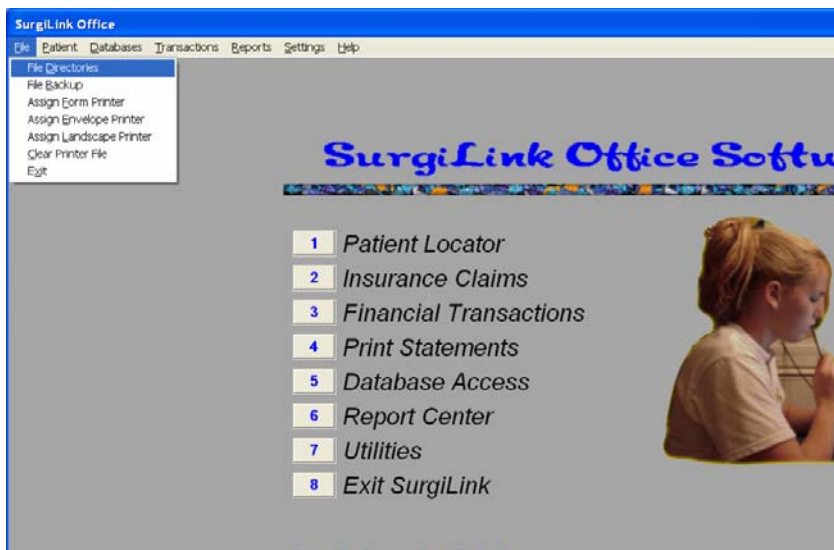 SurgiLink Office
File Patient Databases Transactions Reports Settings Help
File Directories
File Backup
Assign Form Printer
Assign Envelope Printer
Assign Landscape Printer
Clear Printer File
Exit
SurgiLink Office Softw
1 Patient Locator
2 Insurance Claims
3 Financial Transactions
4 Print Statements
5 Database Access
6 Report Center
7 Utilities
8 Exit SurgiLink